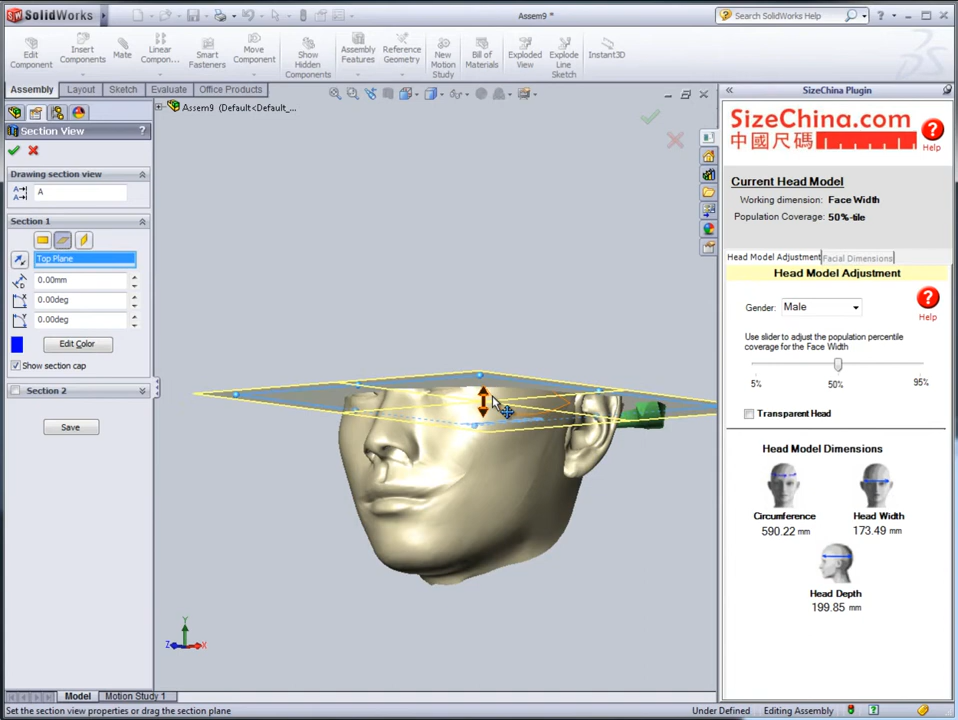 SolidWorks
Assem9 *
Search SolidWorks Help
Edit Component
Insert Components
Mate
Linear Compon...
Smart Fasteners
Move Component
Show Hidden Components
Assembly Features
Reference Geometry
New Motion Study
Bill of Materials
Exploded View
Explode Line Sketch
Instant3D
Assembly
Layout
Sketch
Evaluate
Office Products
SizeChina Plugin
Assem9 (Default<Default_...
Section View
?
Drawing section view
A
Section 1
Top Plane
0.00mm
0.00deg
0.00deg
Edit Color
Show section cap
Section 2
Save
SizeChina.com
中國尺碼
Help
Current Head Model
Working dimension: Face Width
Population Coverage: 50%-tile
Head Model Adjustment
Facial Dimensions
Head Model Adjustment
Gender: Male
Help
Use slider to adjust the population percentile
coverage for the Face Width
5% 50% 95%
Transparent Head
Head Model Dimensions
Circumference
590.22 mm
Head Width
173.49 mm
Head Depth
199.85 mm
Y
Z
X
Model
Motion Study 1
Set the section view properties or drag the section plane
Under Defined
Editing Assembly